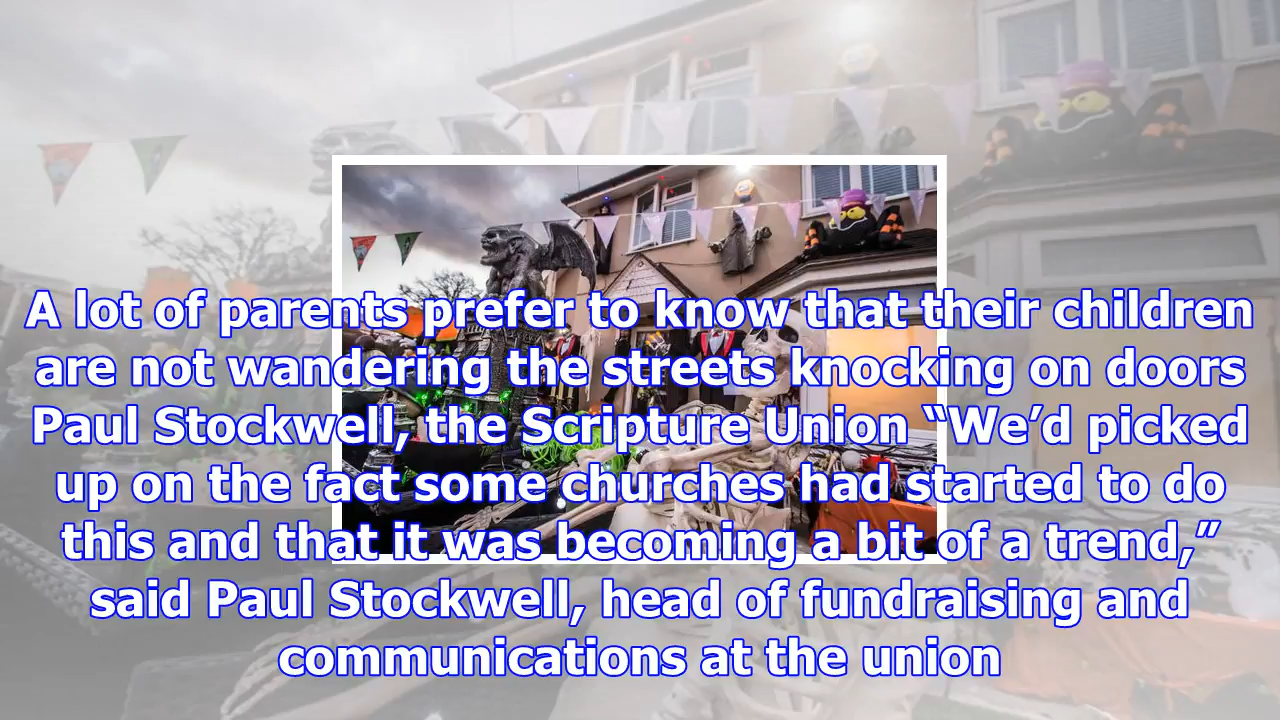 A lot of parents prefer to know that their children
are not wandering the streets knocking on doors
Paul Stockwell, the Scripture Union “We’d picked
up on the fact some churches had started to do
this and that it was becoming a bit of a trend,”
said Paul Stockwell, head of fundraising and
communications at the union